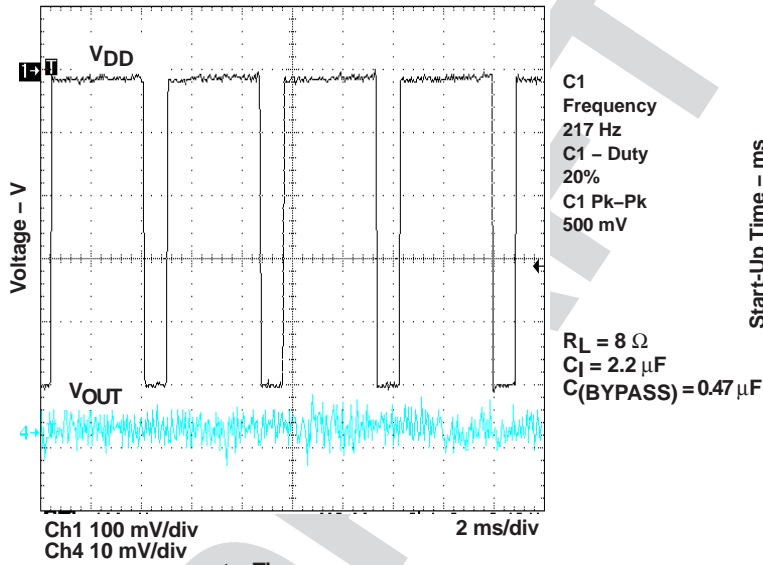 1→
VDD
Voltage – V
VOUT
4→
Ch1 100 mV/div
2 ms/div
Ch4 10 mV/div
C1
Frequency
217 Hz
C1 – Duty
20%
C1 Pk–Pk
500 mV
RL = 8 Ω
CI = 2.2 μF
C(BYPASS) = 0.47 μF
Start-Up Time – ms